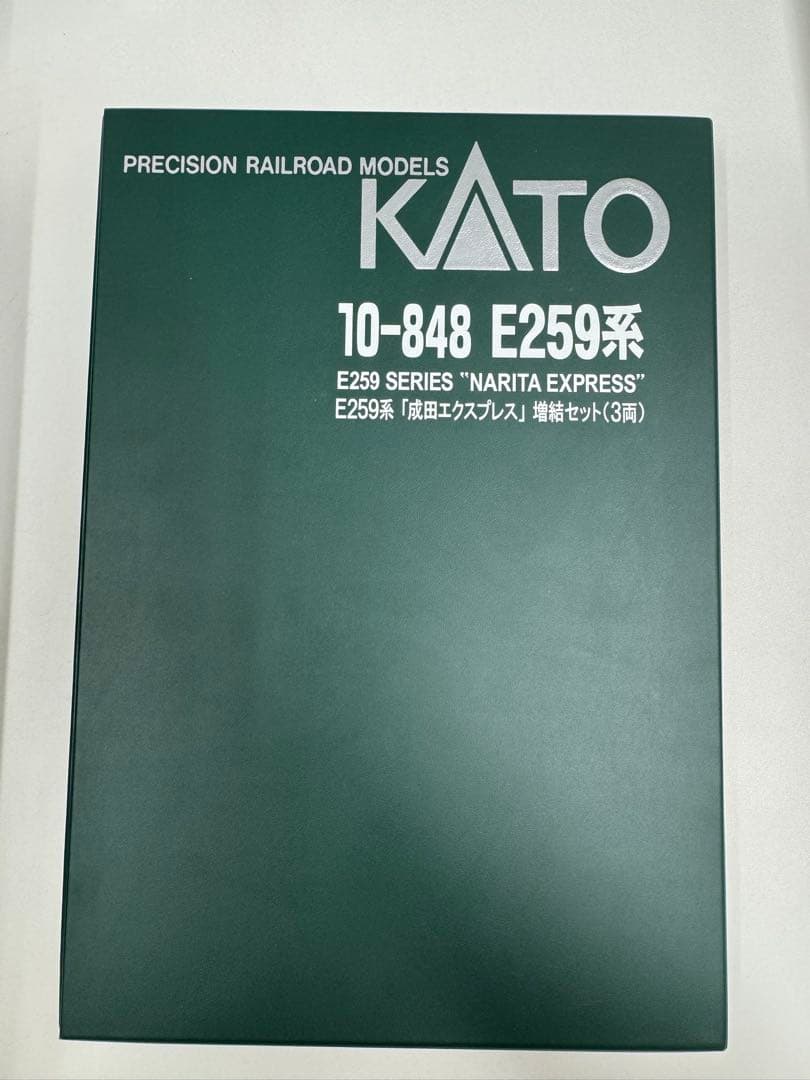 PRECISION RAILROAD MODELS
KATO
10-848 E259系
E259 SERIES "NARITA EXPRESS"
E259系「成田エクスプレス」増結セット(3両)